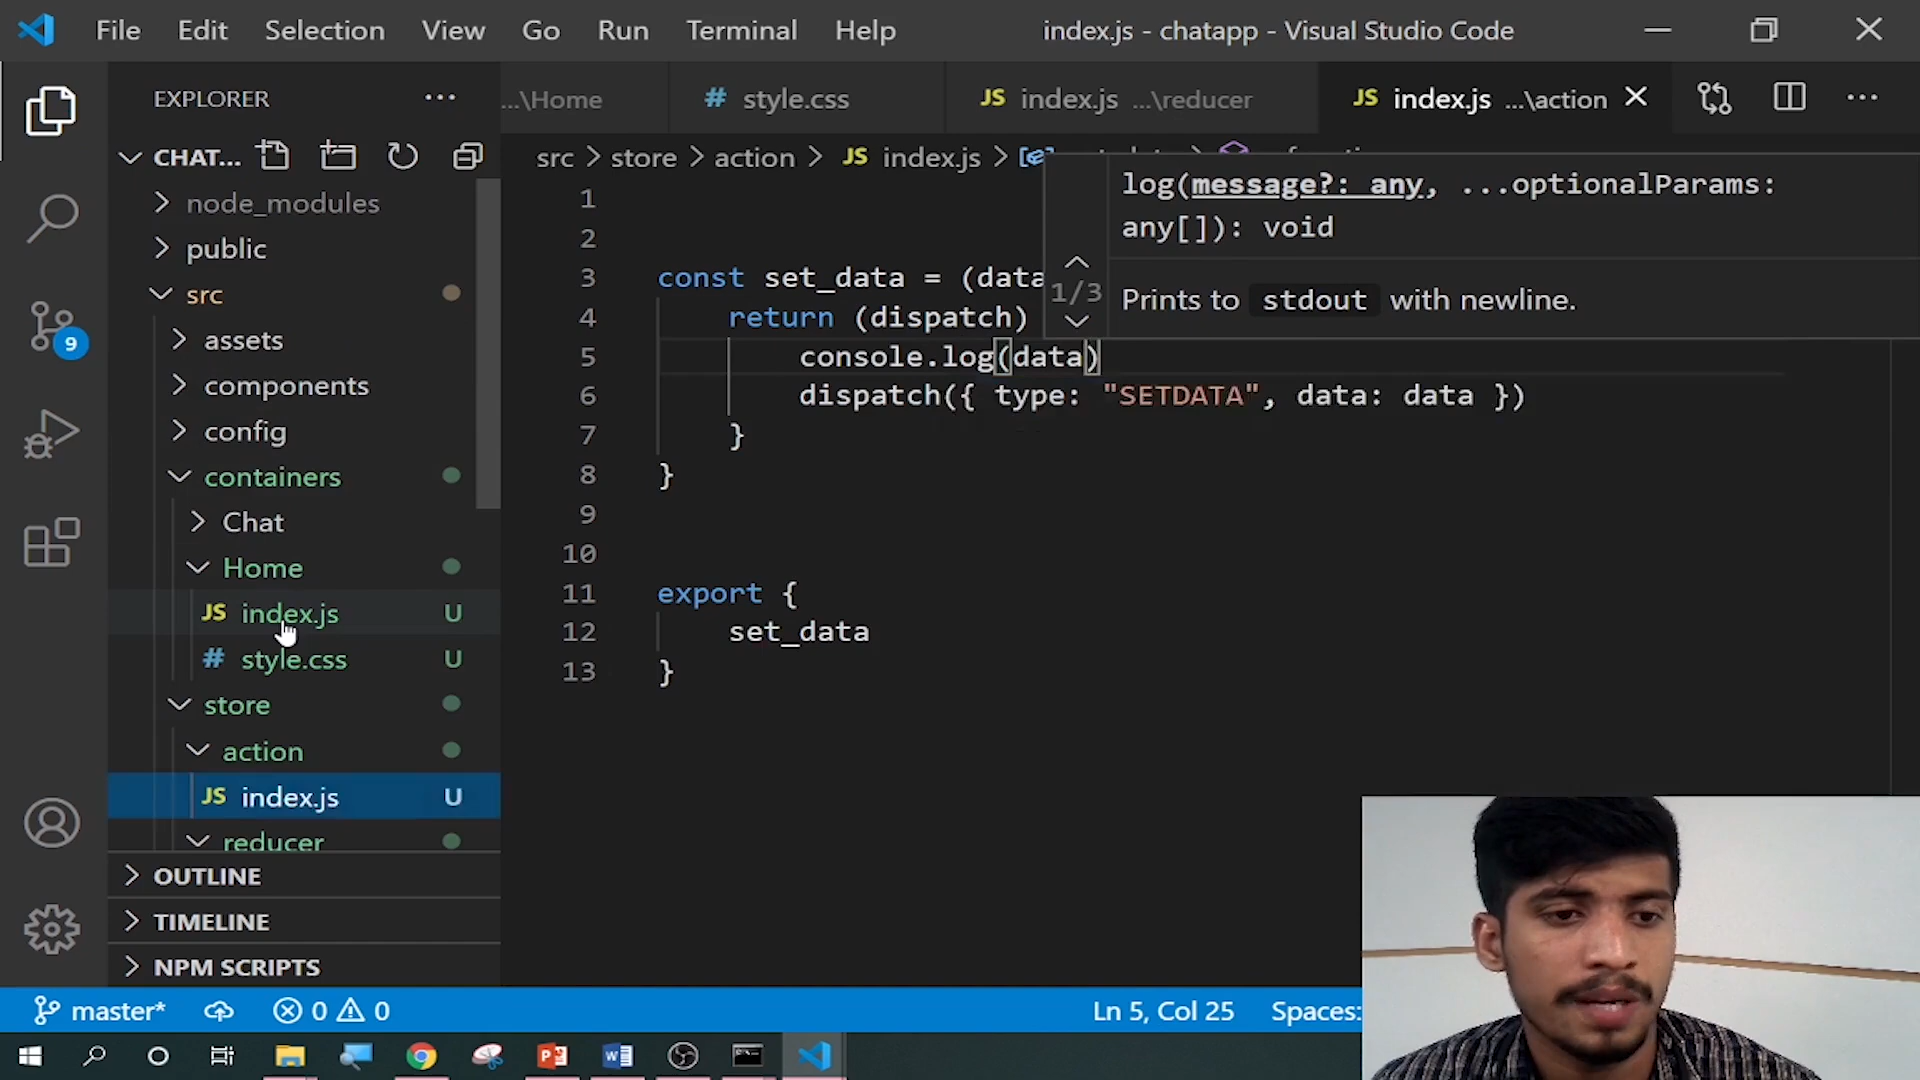 File Edit Selection View Go Run Terminal Help index.js - chatapp - Visual Studio Code
EXPLORER
...\Home # style.css JS index.js ...\reducer JS index.js ...\action
CHAT...
src > store > action > JS index.js >
node_modules
public
src
assets
components
config
containers
Chat
Home
JS index.js U
# style.css U
store
action
JS index.js U
reducer
OUTLINE
TIMELINE
NPM SCRIPTS
log(message?: any, ...optionalParams:
any[]): void
1/3
Prints to stdout with newline.
1
2
3 const set_data = (data
4 return (dispatch)
5 console.log(data)
6 dispatch({ type: "SETDATA", data: data })
7 }
8 }
9
10
11 export {
12 set_data
13 }
9
master* 0 0 Ln 5, Col 25 Spaces: